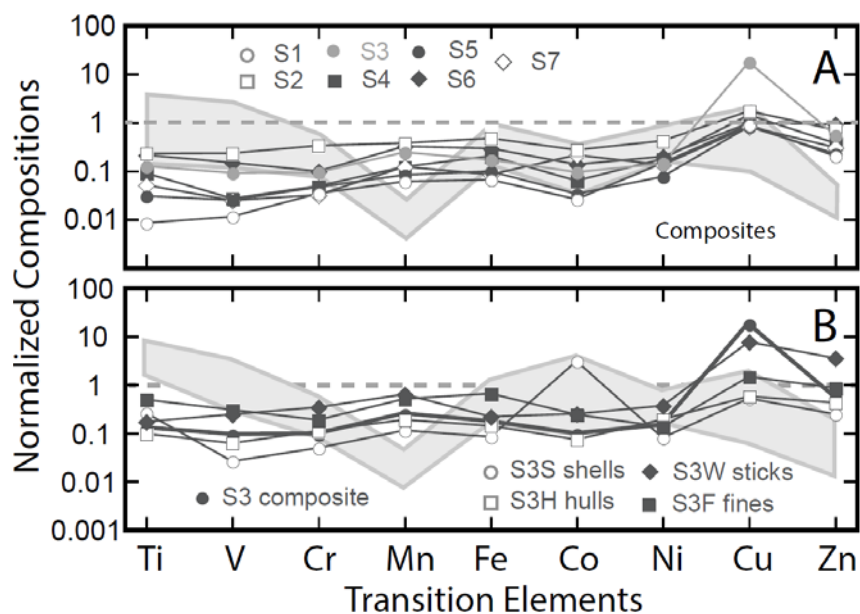 100
10
1
0.1
0.01
S1 S3 S5 S7
S2 S4 S6
A
Composites
100
10
1
0.1
0.01
0.001
B
S3S shells S3W sticks
S3 composite S3H hulls S3F fines
Ti V Cr Mn Fe Co Ni Cu Zn
Transition Elements
Normalized Compositions